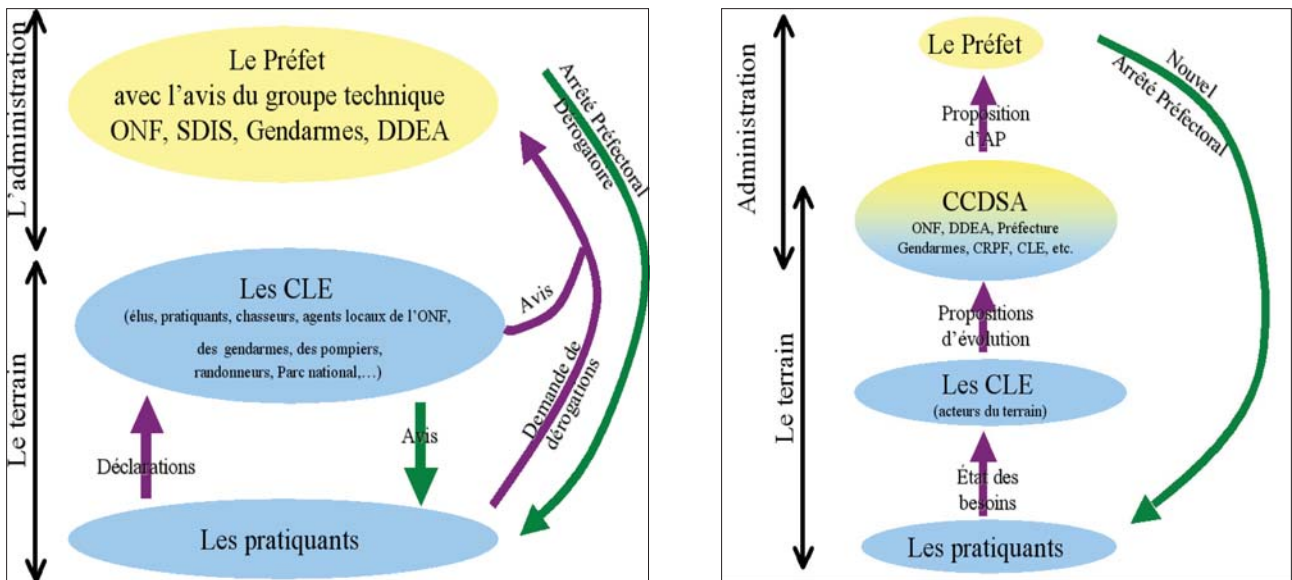 L'administration
Le terrain
Le Préfet
avec l'avis du groupe technique
ONF, SDIS, Gendarmes, DDEA
Arrêté Préfectoral
Dérogatoire
Les CLE
(élus, pratiquants, chasseurs, agents locaux de l'ONF,
des gendarmes, des pompiers,
randonneurs, Parc national,...)
Avis
Demande de
dérogations
Déclarations
Avis
Les pratiquants
Administration
Le terrain
Le Préfet
Nouvel
Arrêté Préfectoral
Proposition
d'AP
CCDSA
ONF, DDEA, Préfecture
Gendarmes, CRPF, CLE, etc.
Propositions
d'évolution
Les CLE
(acteurs du terrain)
État des
besoins
Les pratiquants